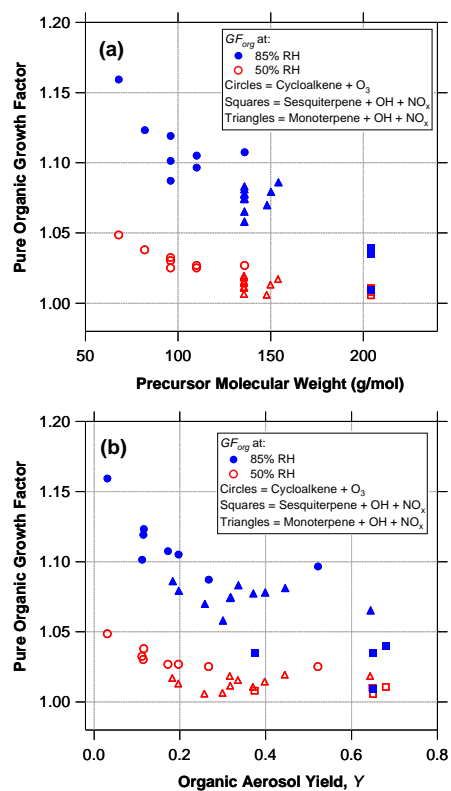 1.20
(a)
GF_org at:
85% RH
50% RH
Circles = Cycloalkene + O₃
Squares = Sesquiterpene + OH + NOₓ
Triangles = Monoterpene + OH + NOₓ
1.15
1.10
1.05
1.00
Pure Organic Growth Factor
50
100
150
200
Precursor Molecular Weight (g/mol)
1.20
(b)
GF_org at:
85% RH
50% RH
Circles = Cycloalkene + O₃
Squares = Sesquiterpene + OH + NOₓ
Triangles = Monoterpene + OH + NOₓ
1.15
1.10
1.05
1.00
Pure Organic Growth Factor
0.0
0.2
0.4
0.6
0.8
Organic Aerosol Yield, Y